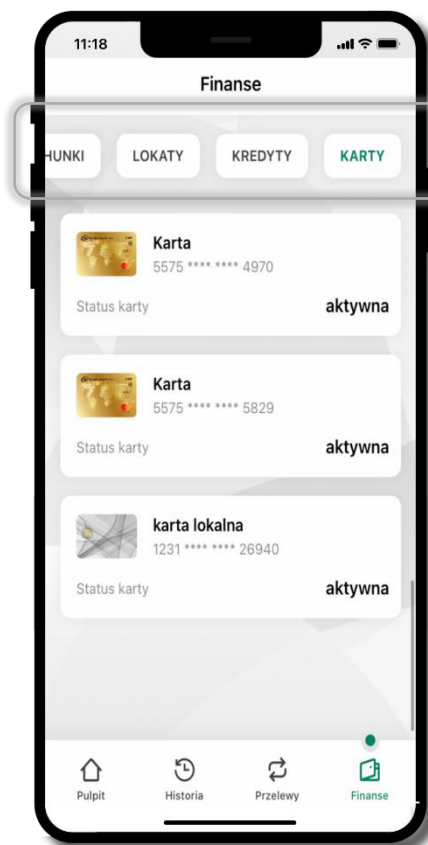 11:18
Finanse
HUNKI LOKATY KREDYTY KARTY
Karta
5575 **** **** 4970
Status karty aktywna
Karta
5575 **** **** 5829
Status karty aktywna
karta lokalna
1231 **** **** 26940
Status karty aktywna
Pulpit Historia Przelewy Finanse